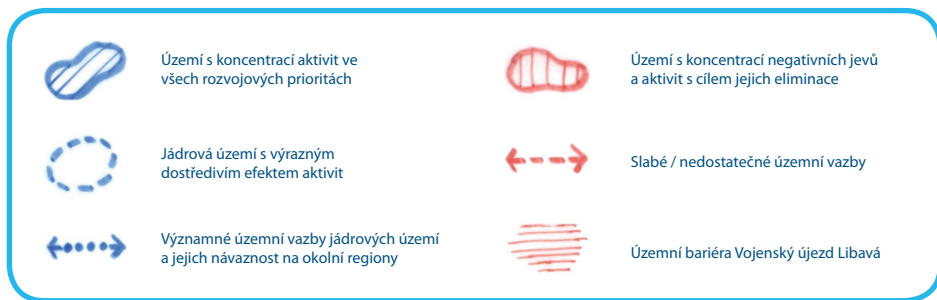 Území s koncentrací aktivit ve
všech rozvojových prioritách
Jádrová území s výrazným
dostředivím efektem aktivit
Významné územní vazby jádrových území
a jejich návaznost na okolní regiony
Území s koncentrací negativních jevů
a aktivit s cílem jejich eliminace
Slabé / nedostatečné územní vazby
Územní bariéra Vojenský újezd Libavá